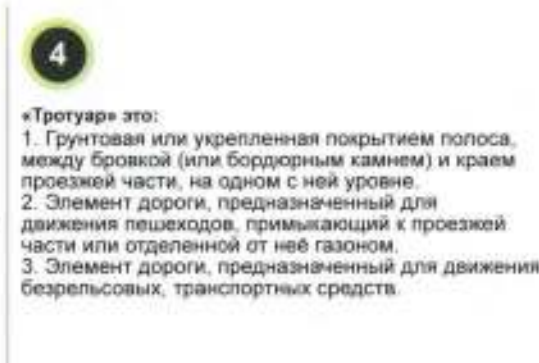 4
«Тротуар» это:
1. Грунтовая или укрепленная покрытием полоса,
между бровкой (или бордюрным камнем) и краем
проезжей части, на одном с ней уровне.
2. Элемент дороги, предназначенный для
движения пешеходов, примыкающий к проезжей
части или отделенной от неё газоном.
3. Элемент дороги, предназначенный для движения
безрельсовых, транспортных средств.